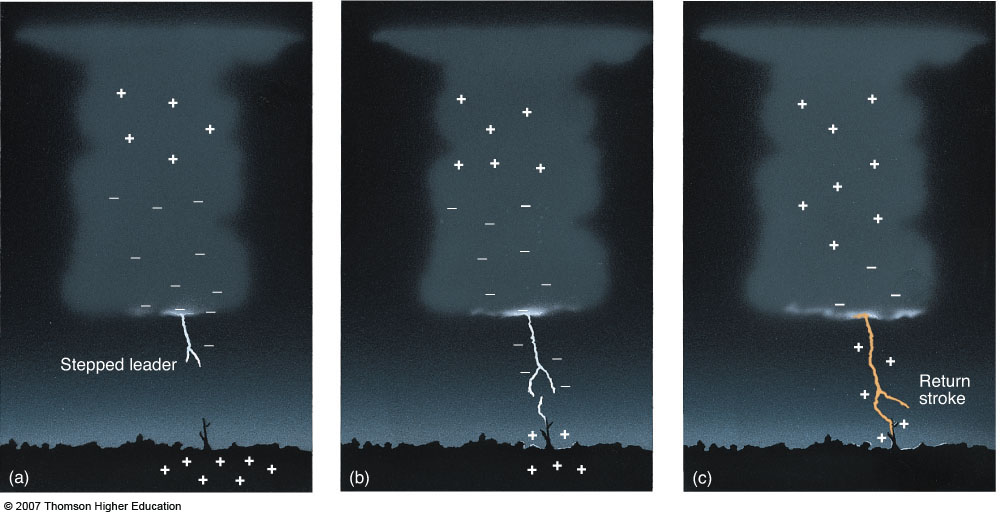 Stepped leader
(a)
(b)
Return
stroke
(c)
© 2007 Thomson Higher Education